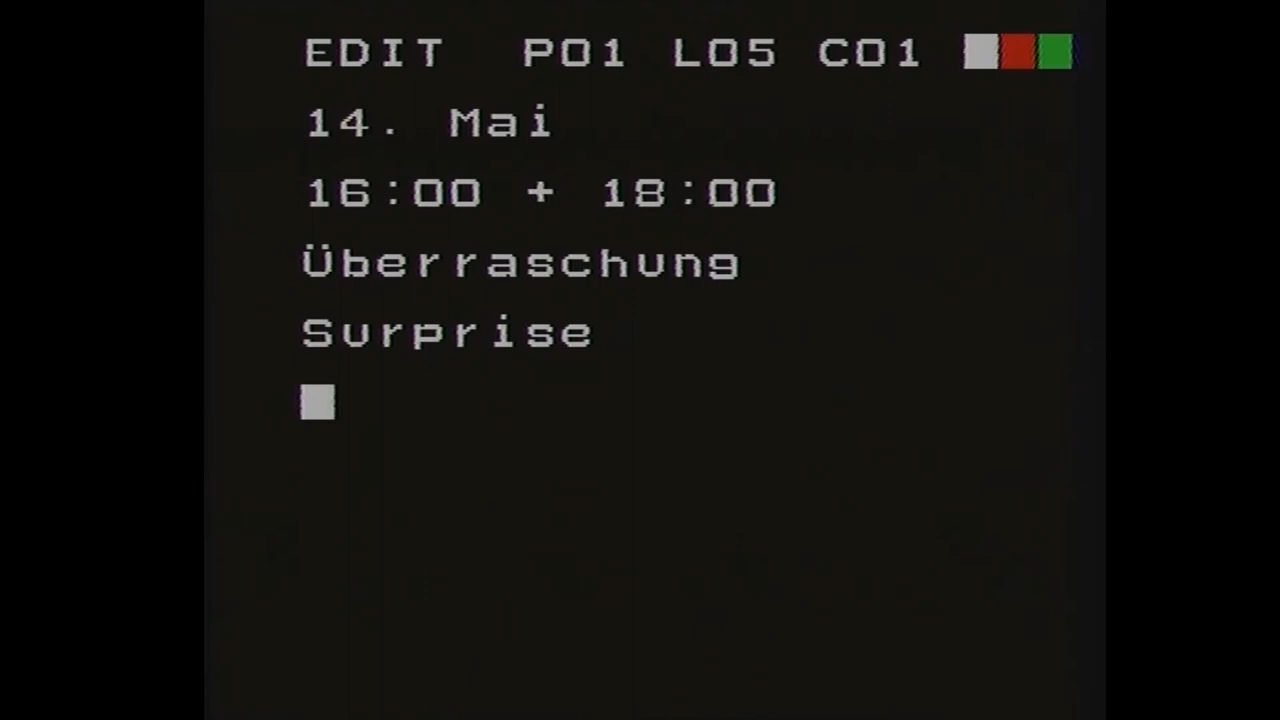 EDIT P01 L05 C01
14. Mai
16:00 + 18:00
Überraschung
Surprise